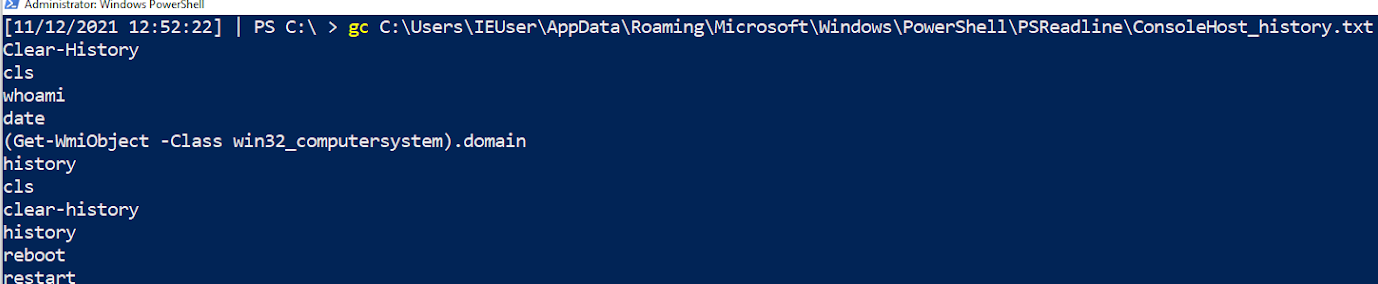 Administrator: Windows PowerShell
[11/12/2021 12:52:22] | PS C:\ > gc C:\Users\IEUser\AppData\Roaming\Microsoft\Windows\PowerShell\PSReadline\ConsoleHost_history.txt
Clear-History
cls
whoami
date
(Get-WmiObject -Class win32_computersystem).domain
history
cls
clear-history
history
reboot
restart